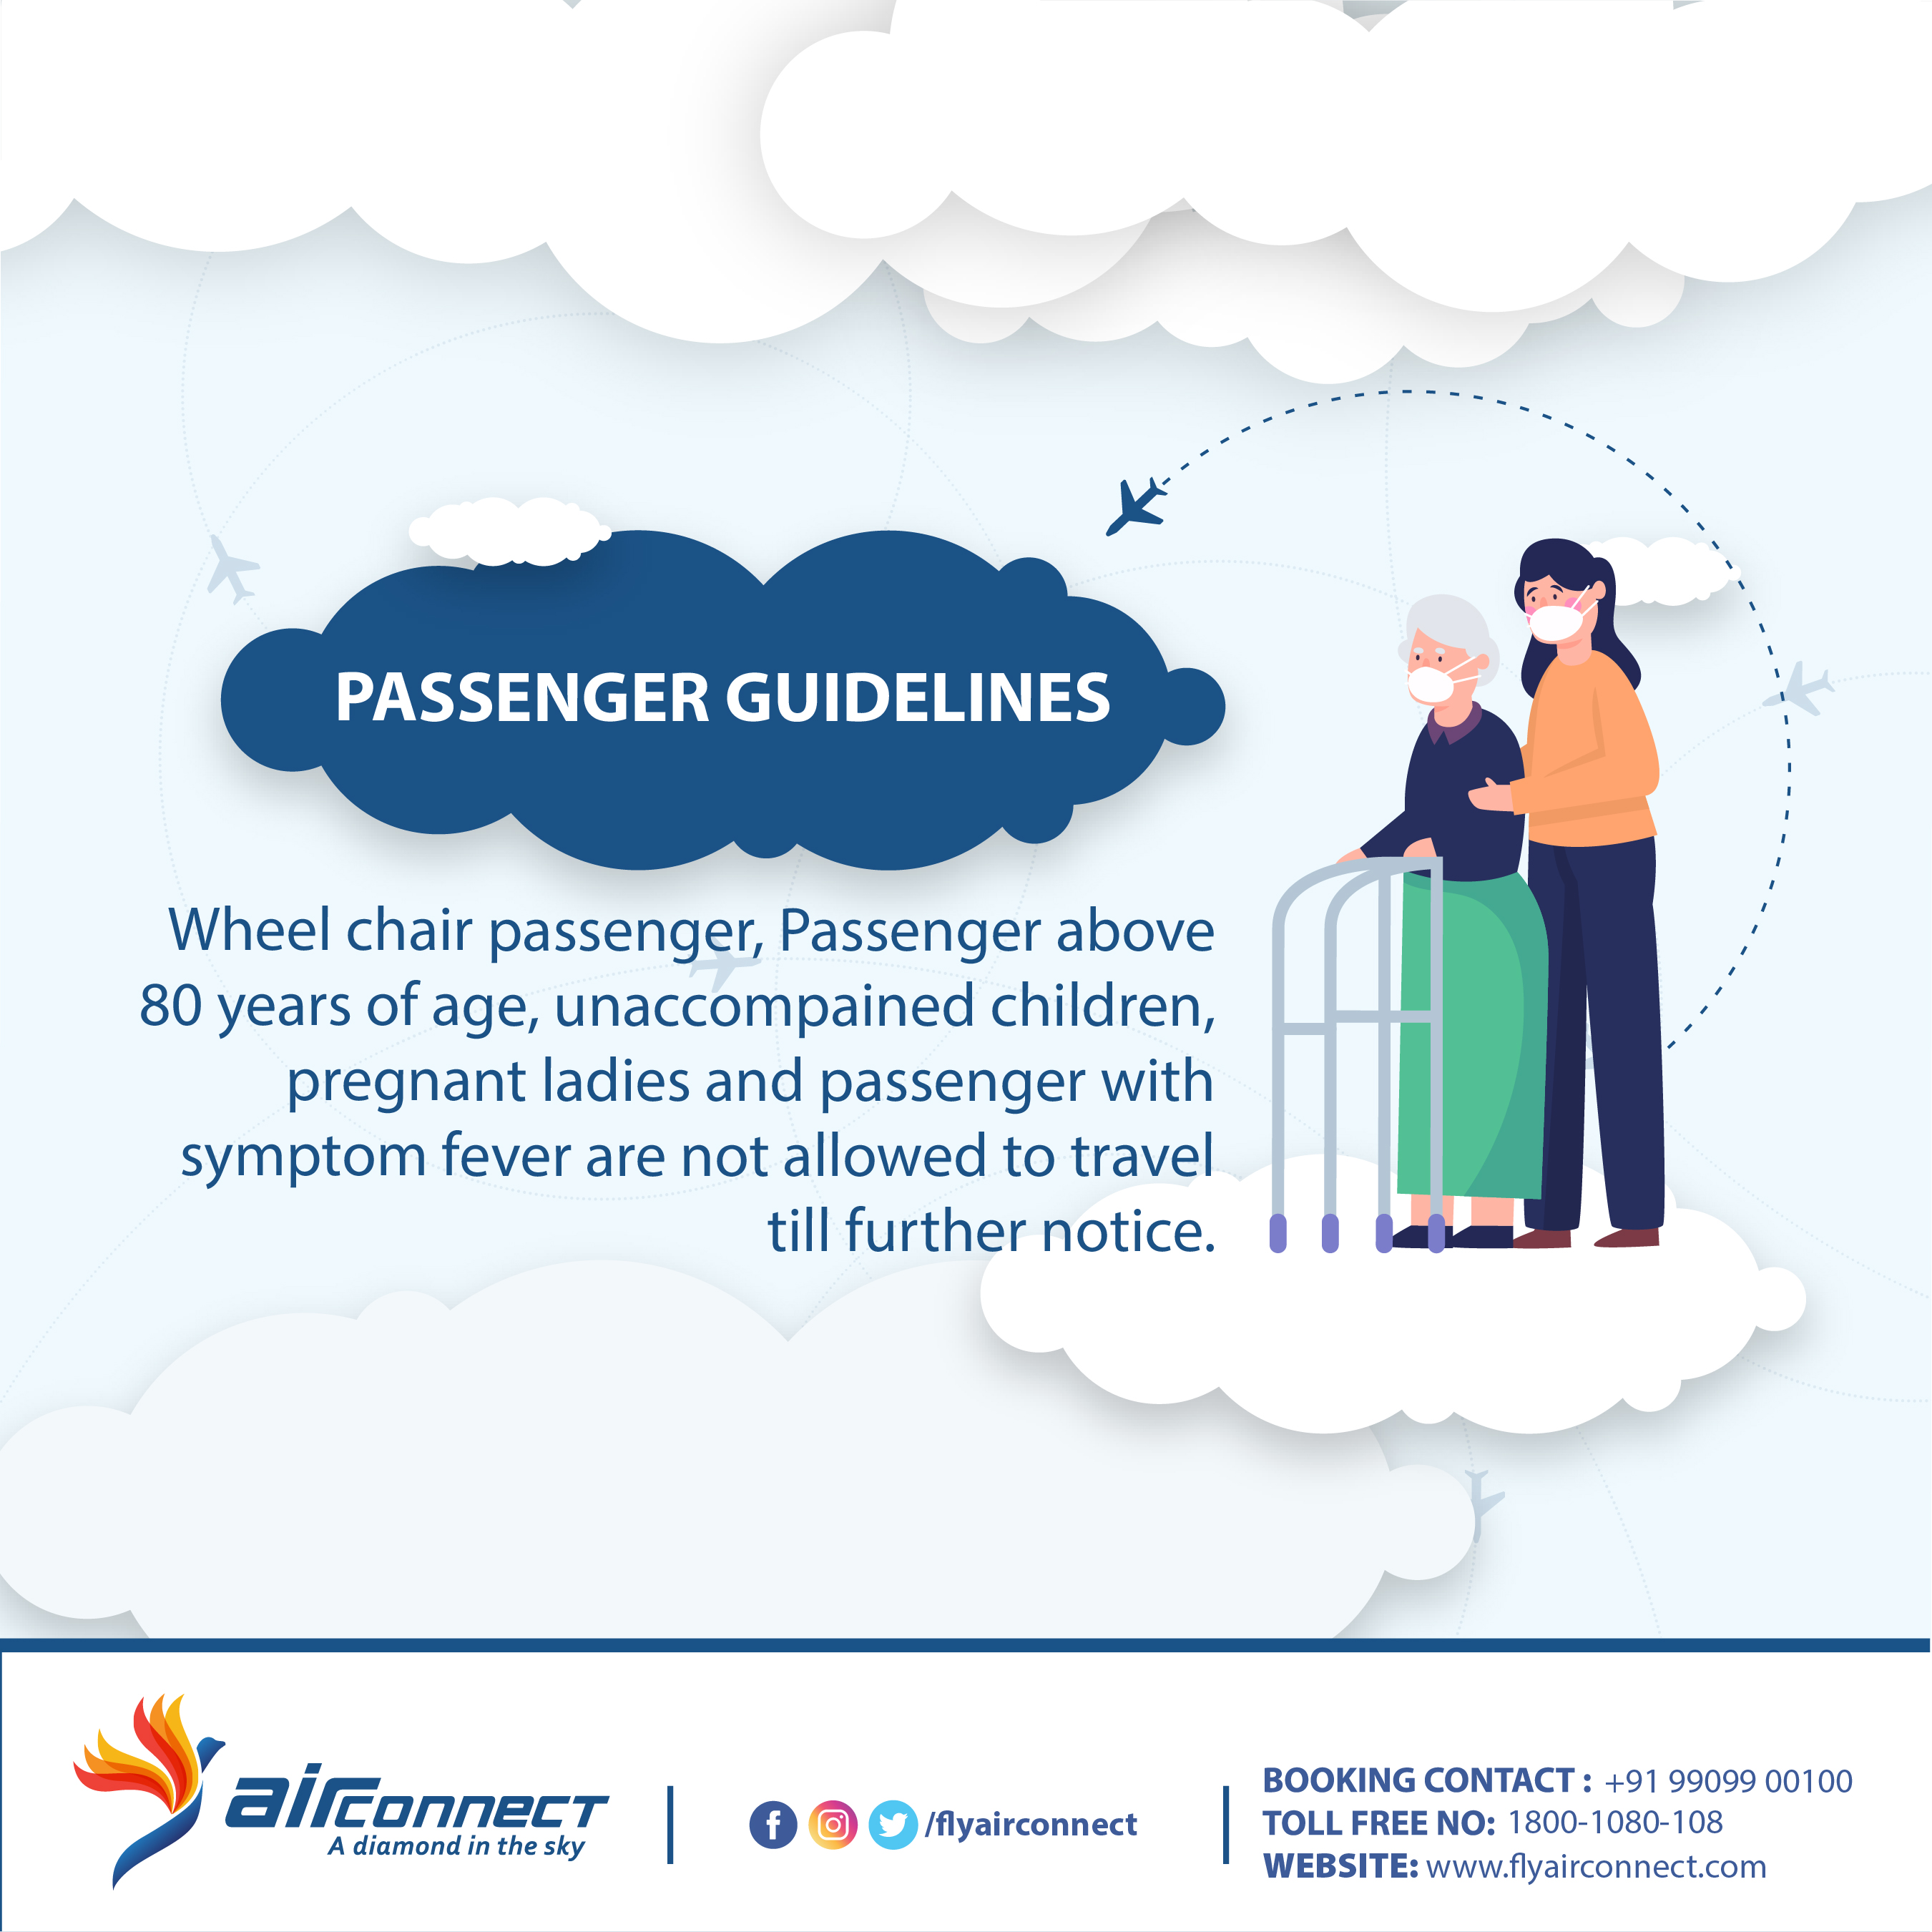 PASSENGER GUIDELINES
Wheel chair passenger, Passenger above
80 years of age, unaccompained children,
pregnant ladies and passenger with
symptom fever are not allowed to travel
till further notice.
airconnect
A diamond in the sky
/flyairconnect
BOOKING CONTACT : +91 99099 00100
TOLL FREE NO: 1800-1080-108
WEBSITE: www.flyairconnect.com